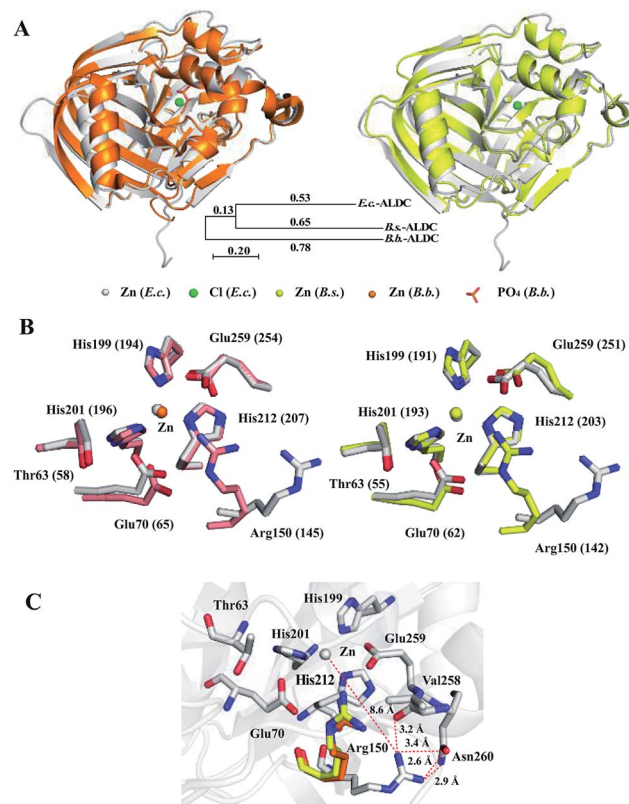 A
0.53
E.c.-ALDC
0.13
0.65
B.s.-ALDC
B.b.-ALDC
0.20
0.78
Zn (E.c.) Cl (E.c.) Zn (B.s.) Zn (B.b.) PO₄ (B.b.)
B
Glu259 (254)
His199 (194)
His201 (196)
Zn
His212 (207)
Thr63 (58)
Glu70 (65)
Arg150 (145)
Glu259 (251)
His199 (191)
His201 (193)
Zn
His212 (203)
Thr63 (55)
Glu70 (62)
Arg150 (142)
C
His199
Thr63
His201
Zn
Glu259
Val258
His212
8.6 Å
Glu70
3.2 Å
Arg150
3.4 Å
2.6 Å
Asn260
2.9 Å